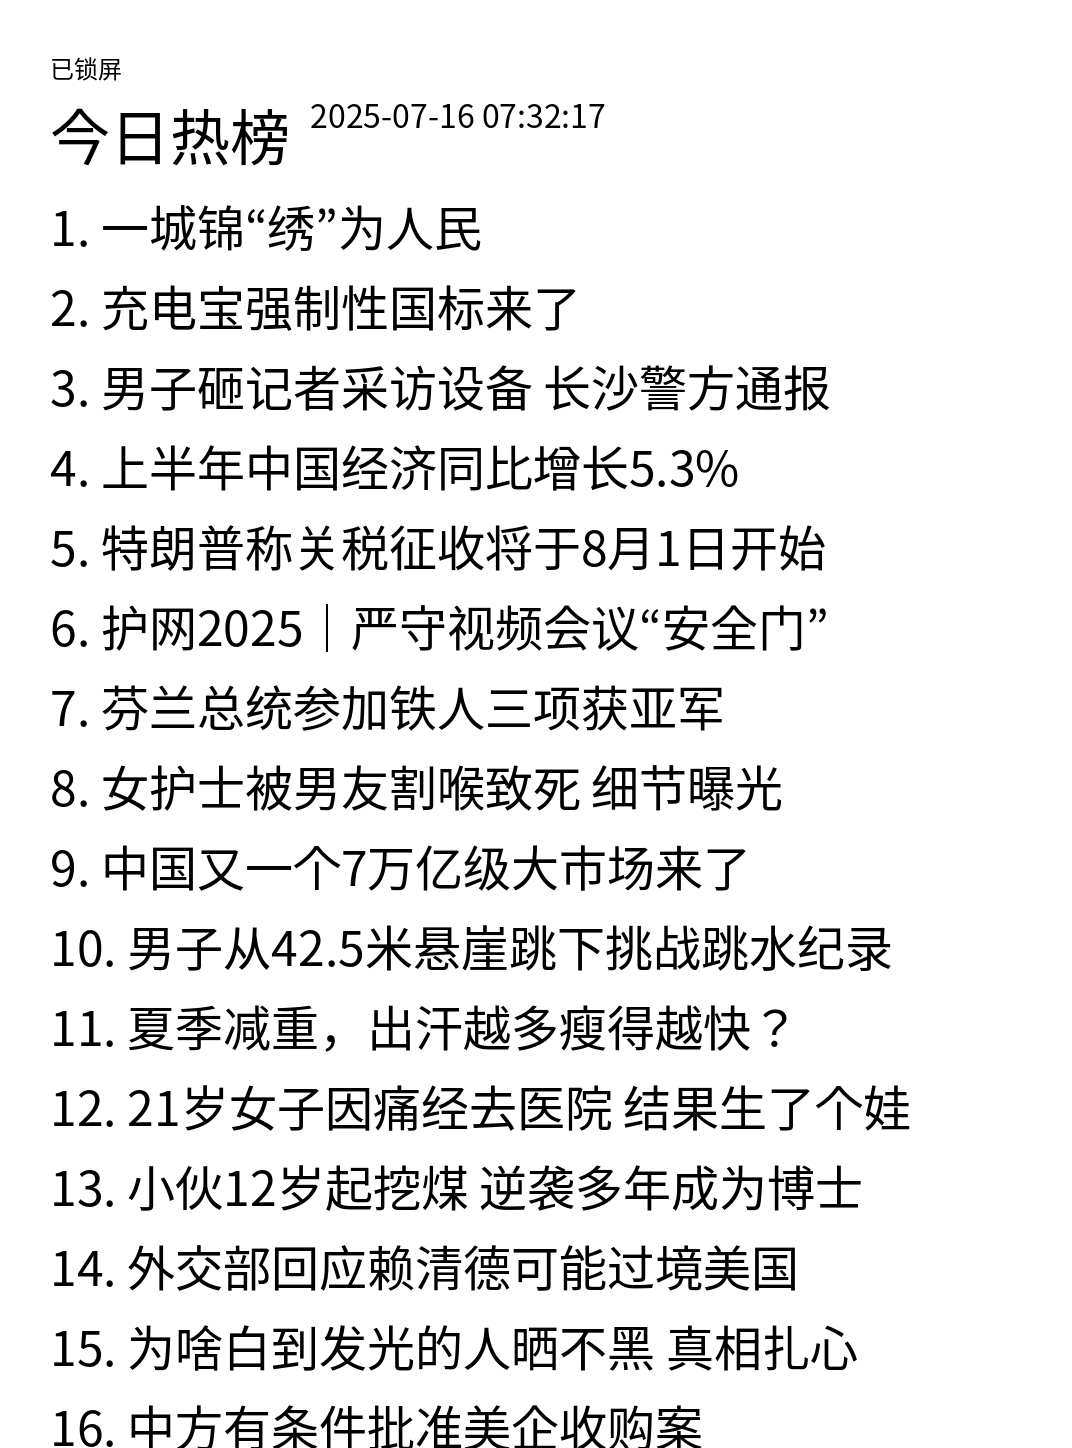 已锁屏
今日热榜 2025-07-16 07:32:17
1. 一城锦“绣”为人民
2. 充电宝强制性国标来了
3. 男子砸记者采访设备 长沙警方通报
4. 上半年中国经济同比增长5.3%
5. 特朗普称关税征收将于8月1日开始
6. 护网2025｜严守视频会议“安全门”
7. 芬兰总统参加铁人三项获亚军
8. 女护士被男友割喉致死 细节曝光
9. 中国又一个7万亿级大市场来了
10. 男子从42.5米悬崖跳下挑战跳水纪录
11. 夏季减重，出汗越多瘦得越快？
12. 21岁女子因痛经去医院 结果生了个娃
13. 小伙12岁起挖煤 逆袭多年成为博士
14. 外交部回应赖清德可能过境美国
15. 为啥白到发光的人晒不黑 真相扎心
16. 中方有条件批准美企收购案